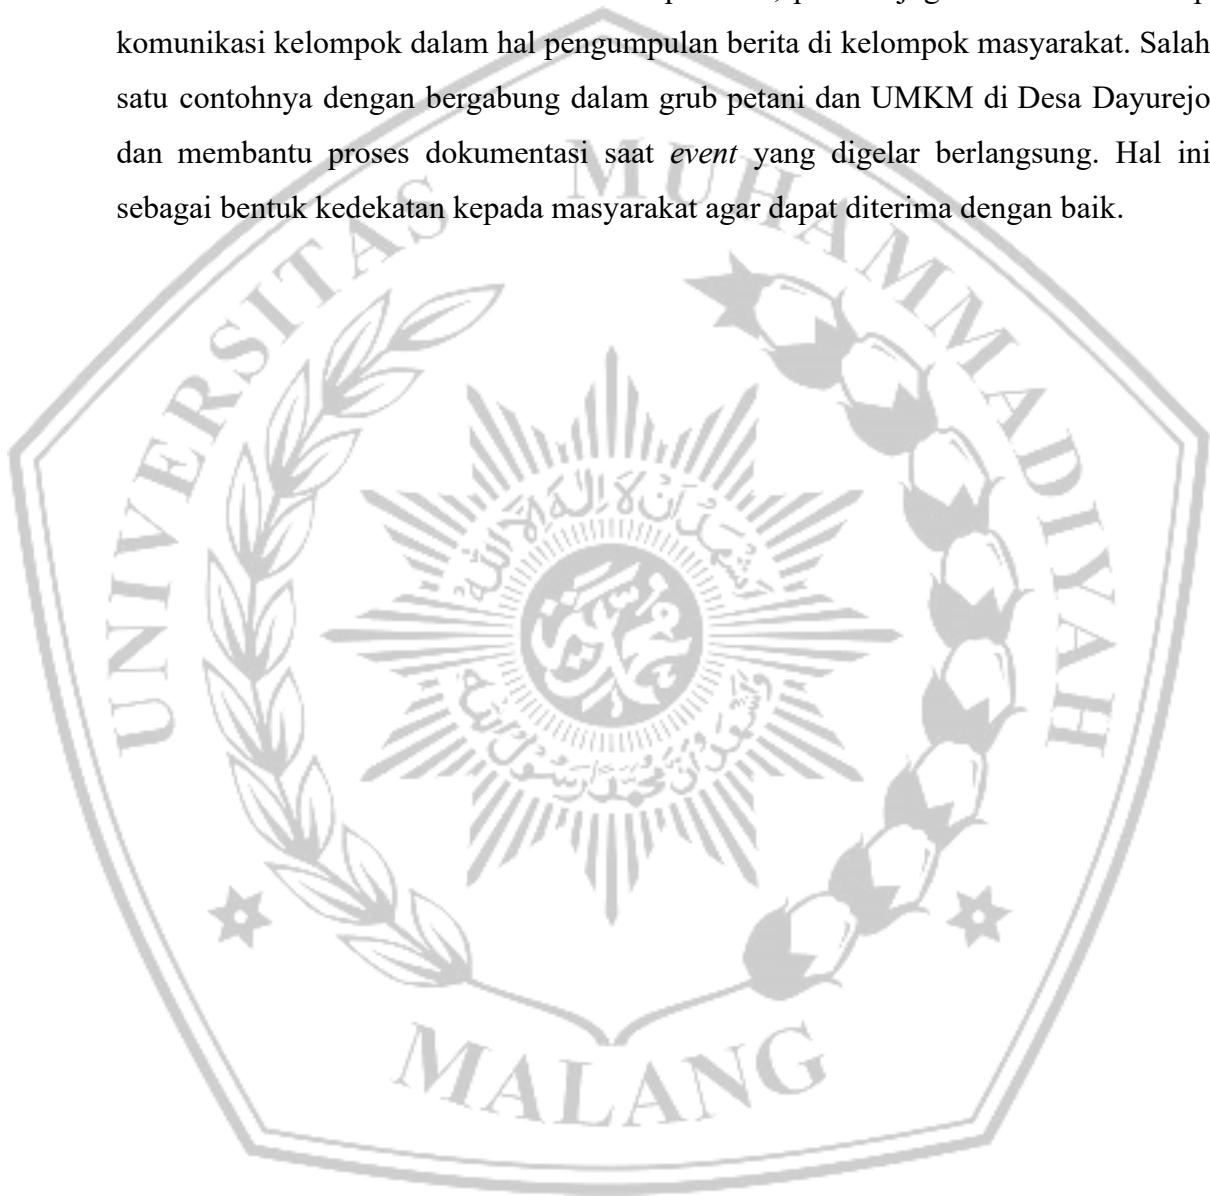 komunikasi kelompok dalam hal pengumpulan berita di kelompok masyarakat. Salah
satu contohnya dengan bergabung dalam grub petani dan UMKM di Desa Dayurejo
dan membantu proses dokumentasi saat event yang digelar berlangsung. Hal ini
sebagai bentuk kedekatan kepada masyarakat agar dapat diterima dengan baik.
UNIVERSITAS MUHAMMADIYAH
MALANG